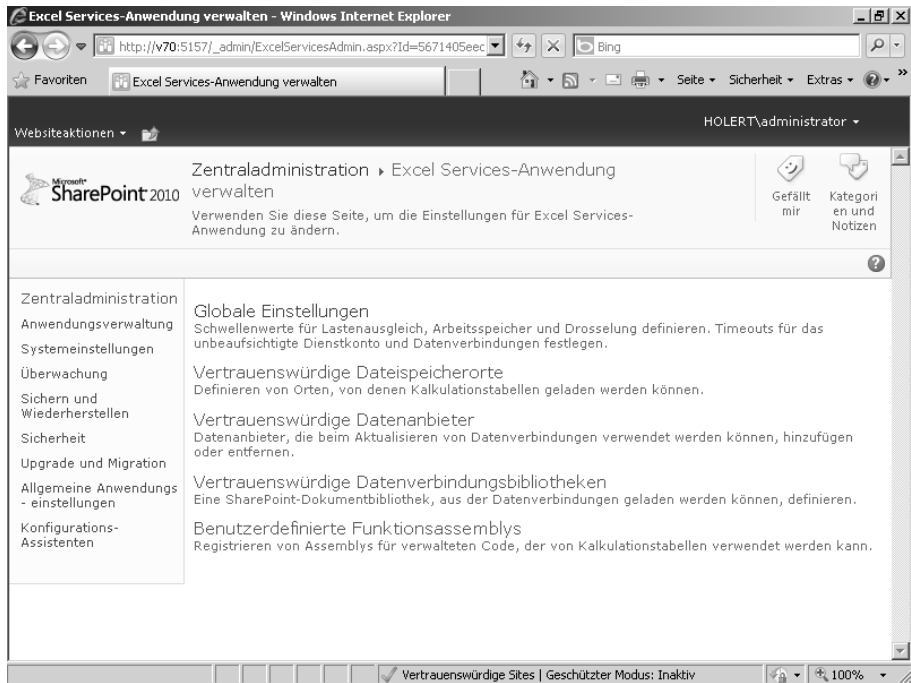 Excel Services-Anwendung verwalten - Windows Internet Explorer
http://v70:5157/_admin/ExcelServicesAdmin.aspx?Id=5671405eec
Bing
Favoriten
Excel Services-Anwendung verwalten
Seite
Sicherheit
Extras
»
Websiteaktionen
HOLERT\administrator
Microsoft
SharePoint 2010
Zentraladministration
Excel Services-Anwendung
verwalten
Verwenden Sie diese Seite, um die Einstellungen für Excel Services-
Anwendung zu ändern.
Gefällt
mir
Kategori
en und
Notizen
Zentraladministration
Anwendungsverwaltung
Systemeinstellungen
Überwachung
Sichern und
Wiederherstellen
Sicherheit
Upgrade und Migration
Allgemeine Anwendungs
- einstellungen
Konfigurations-
Assistenten
Globale Einstellungen
Schwellenwerte für Lastenausgleich, Arbeitsspeicher und Drosselung definieren. Timeouts für das
unbeaufsichtigte Dienstkonto und Datenverbindungen festlegen.
Vertrauenswürdige Dateispeicherorte
Definieren von Orten, von denen Kalkulationstabellen geladen werden können.
Vertrauenswürdige Datenanbieter
Datenanbieter, die beim Aktualisieren von Datenverbindungen verwendet werden können, hinzufügen
oder entfernen.
Vertrauenswürdige Datenverbindungsbibliotheken
Eine SharePoint-Dokumentbibliothek, aus der Datenverbindungen geladen werden können, definieren.
Benutzerdefinierte Funktionsassemblys
Registrieren von Assemblys für verwalteten Code, der von Kalkulationstabellen verwendet werden kann.
Vertrauenswürdige Sites | Geschützter Modus: Inaktiv
100%